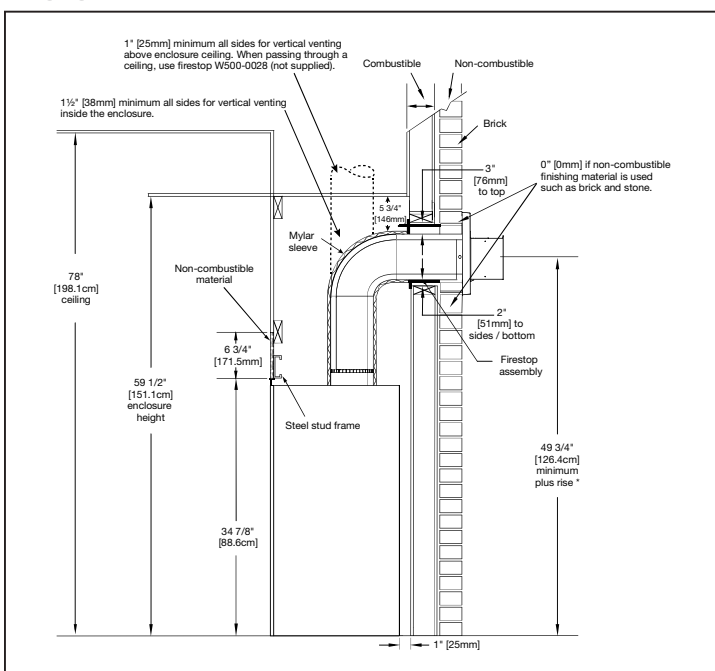 1" [25mm] minimum all sides for vertical venting
above enclosure ceiling. When passing through a
ceiling, use firestop W500-0028 (not supplied).
Combustible
Non-combustible
1½" [38mm] minimum all sides for vertical venting
inside the enclosure.
Brick
3"
[76mm]
to top
0" [0mm] if non-combustible
finishing material is used
such as brick and stone.
5 3/4"
[146mm]
Mylar
sleeve
Non-combustible
material
78"
[198.1cm]
ceiling
2"
[51mm] to
sides / bottom
6 3/4"
[171.5mm]
Firestop
assembly
59 1/2"
[151.1cm]
enclosure
height
Steel stud frame
49 3/4"
[126.4cm]
minimum
plus rise *
34 7/8"
[88.6cm]
1" [25mm]